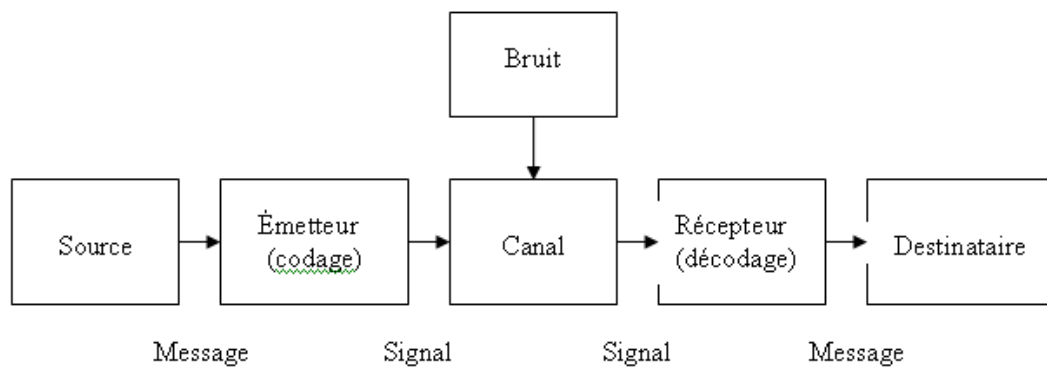 Bruit
Source
Émetteur
(codage)
Canal
Récepteur
(décodage)
Destinataire
Message
Signal
Signal
Message